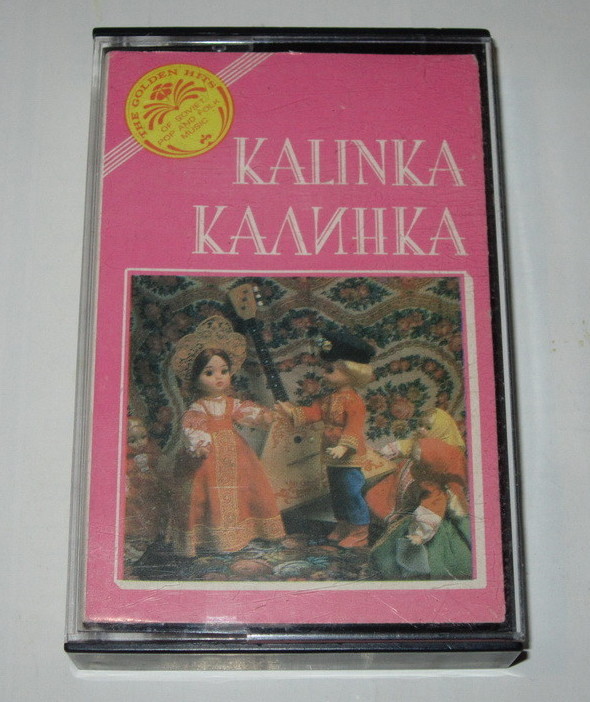 THE GOLDEN HITS
OF SOVIET
POP AND FOLK
MUSIC
KALINKA
КАЛИНКА